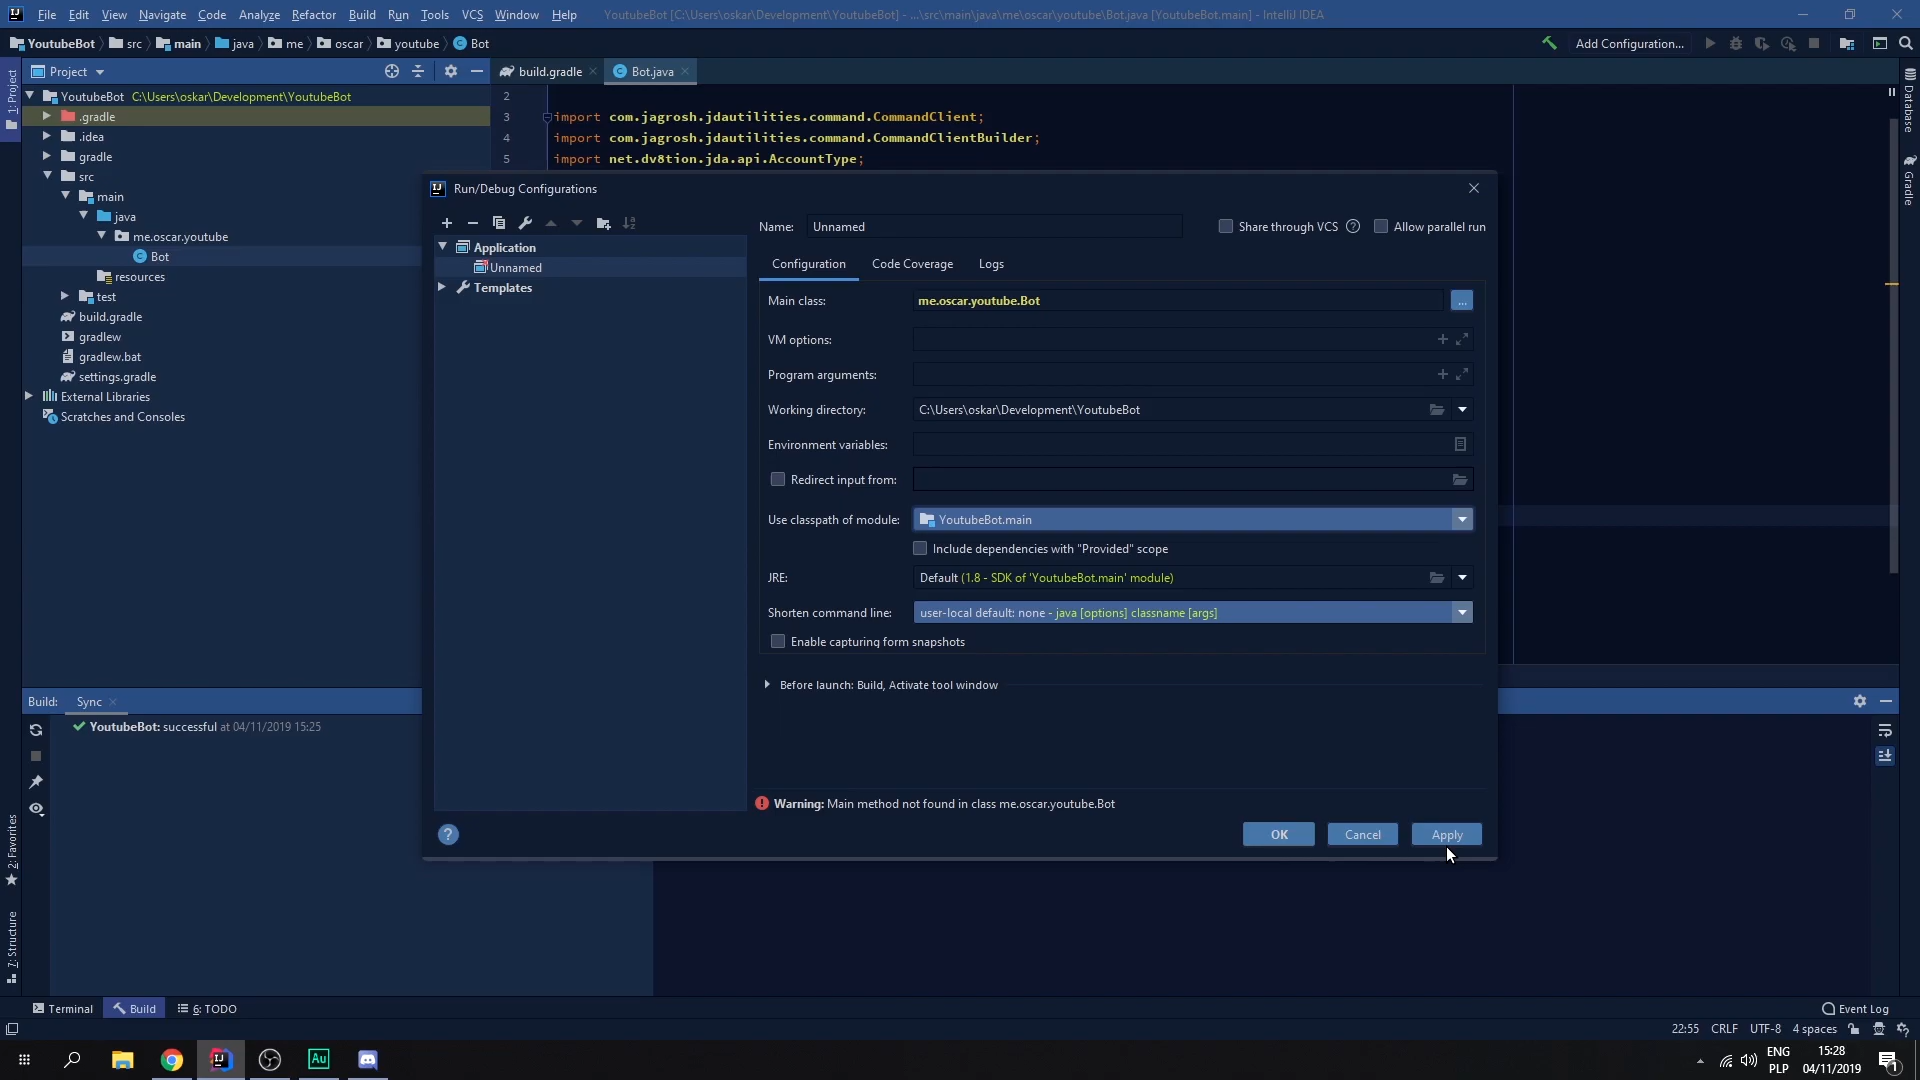 File Edit View Navigate Code Analyze Refactor Build Run Tools VCS Window Help YoutubeBot [C:\Users\oskar\Development\YoutubeBot] - ...\src\main\java\me\oscar\youtube\Bot.java [YoutubeBot.main] - IntelliJ IDEA
YoutubeBot src main java me oscar youtube Bot Add Configuration...
1: Project
Project
build.gradle
Bot.java
YoutubeBot C:\Users\oskar\Development\YoutubeBot
.gradle
.idea
gradle
src
main
java
me.oscar.youtube
Bot
resources
test
build.gradle
gradlew
gradlew.bat
settings.gradle
External Libraries
Scratches and Consoles
2
3 import com.jagrosh.jdautilities.command.CommandClient;
4 import com.jagrosh.jdautilities.command.CommandClientBuilder;
5 import net.dv8tion.jda.api.AccountType;
Database
Gradle
Run/Debug Configurations
Application
Unnamed
Templates
Name: Unnamed
Share through VCS
Allow parallel run
Configuration Code Coverage Logs
Main class: me.oscar.youtube.Bot ...
VM options:
Program arguments:
Working directory: C:\Users\oskar\Development\YoutubeBot
Environment variables:
Redirect input from:
Use classpath of module: YoutubeBot.main
Include dependencies with "Provided" scope
JRE: Default (1.8 - SDK of 'YoutubeBot.main' module)
Shorten command line: user-local default: none - java [options] classname [args]
Enable capturing form snapshots
Before launch: Build, Activate tool window
Warning: Main method not found in class me.oscar.youtube.Bot
? OK Cancel Apply
Build: Sync
YoutubeBot: successful at 04/11/2019 15:25
2: Favorites
7: Structure
Terminal Build 6: TODO Event Log
22:55 CRLF UTF-8 4 spaces
Au
ENG
PLP
15:28
04/11/2019
1